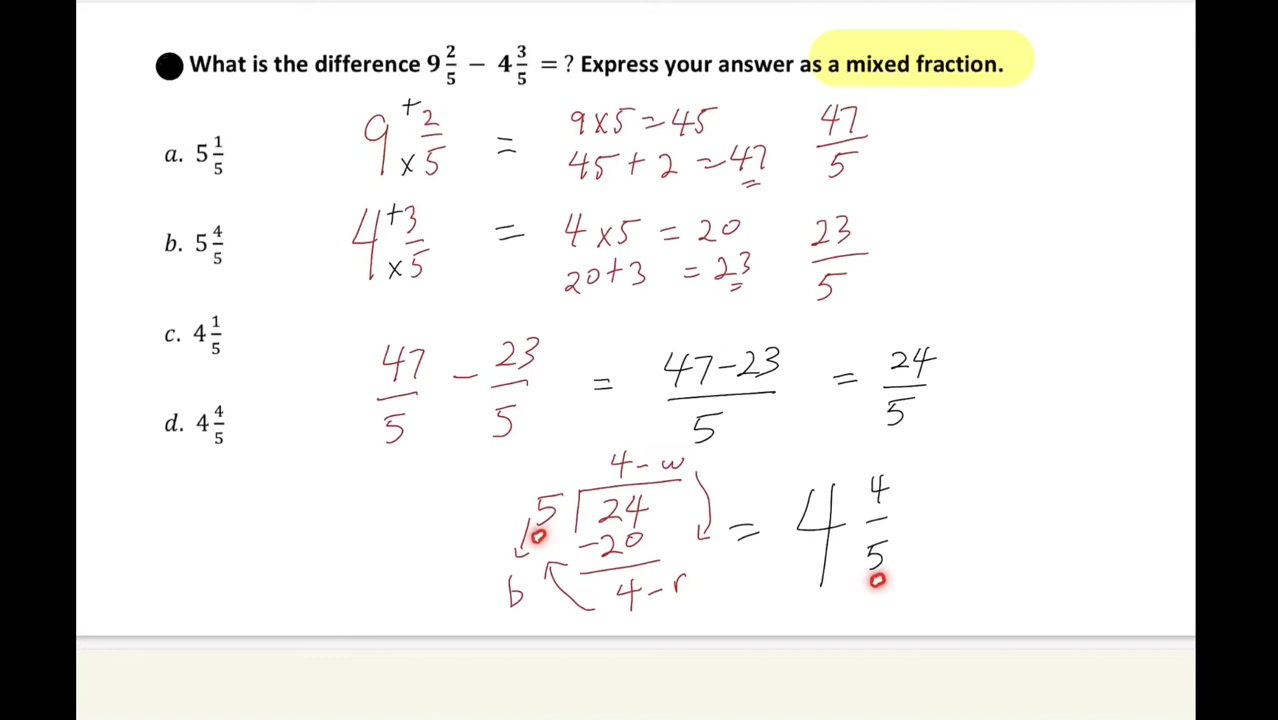 What is the difference 9 2/5 − 4 3/5 = ? Express your answer as a mixed fraction.
9 +2/×5 = 9×5=45 47/5
45+2=47
a. 5 1/5
4 +3/×5 = 4×5=20 23/5
20+3=23
b. 5 4/5
c. 4 1/5
47/5 − 23/5 = 47−23/5 = 24/5
d. 4 4/5
4−w
5 24 = 4 4/5
−20
b 4−r